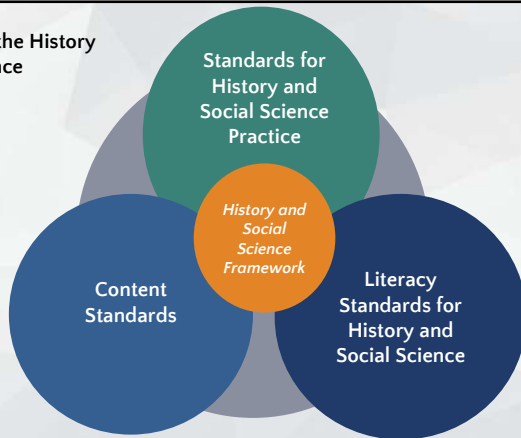 the History
nce
Standards for
History and
Social Science
Practice
History and
Social
Science
Framework
Content
Standards
Literacy
Standards for
History and
Social Science